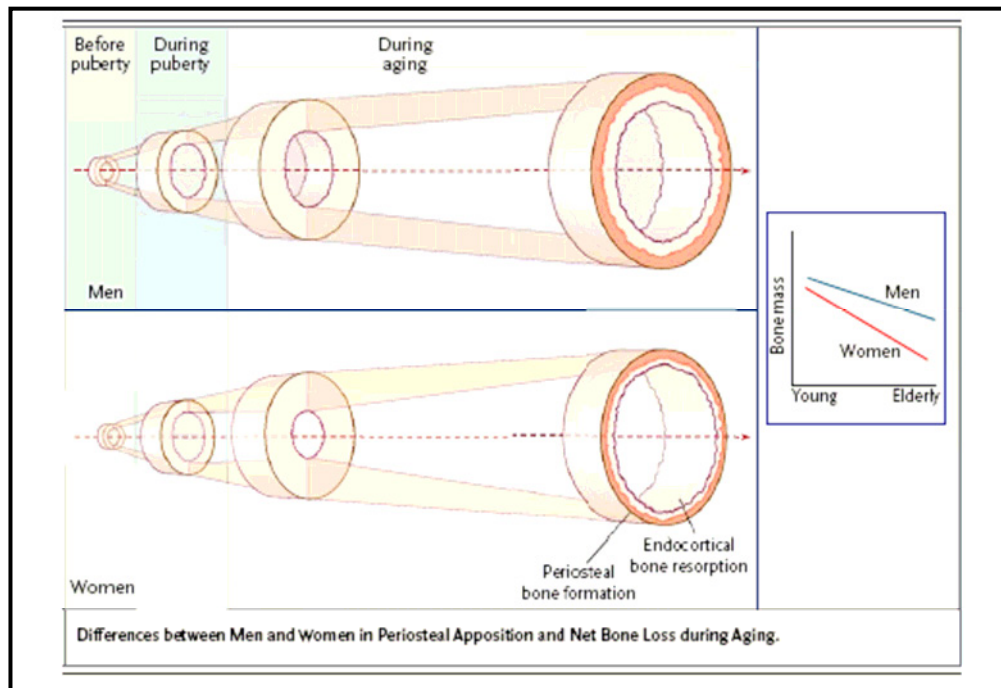 Before
puberty
During
puberty
During
aging
Men
Bone mass
Men
Women
Young Elderly
Endocortical
bone resorption
Periosteal
bone formation
Women
Differences between Men and Women in Periosteal Apposition and Net Bone Loss during Aging.